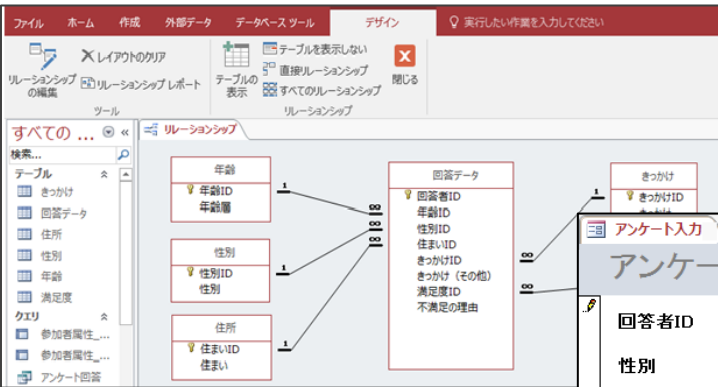 ファイル ホーム 作成 外部データ データベース ツール デザイン 実行したい作業を入力してください
リレーションシップの編集
レイアウトのクリア
リレーションシップ レポート
ツール
テーブルの表示
テーブルを表示しない
直接リレーションシップ
すべてのリレーションシップ
閉じる
リレーションシップ
すべての ...
検索...
テーブル
きっかけ
回答データ
住所
性別
年齢
満足度
クエリ
参加者属性_...
参加者属性_...
アンケート回答
リレーションシップ
年齢
年齢ID
年齢層
1
∞
性別
性別ID
性別
1
∞
住所
住まいID
住まい
1
∞
回答データ
回答者ID
年齢ID
性別ID
住まいID
きっかけID
きっかけ（その他）
満足度ID
不満足の理由
∞
∞
きっかけ
きっかけID
1
アンケート入力
アンケー
回答者ID
性別